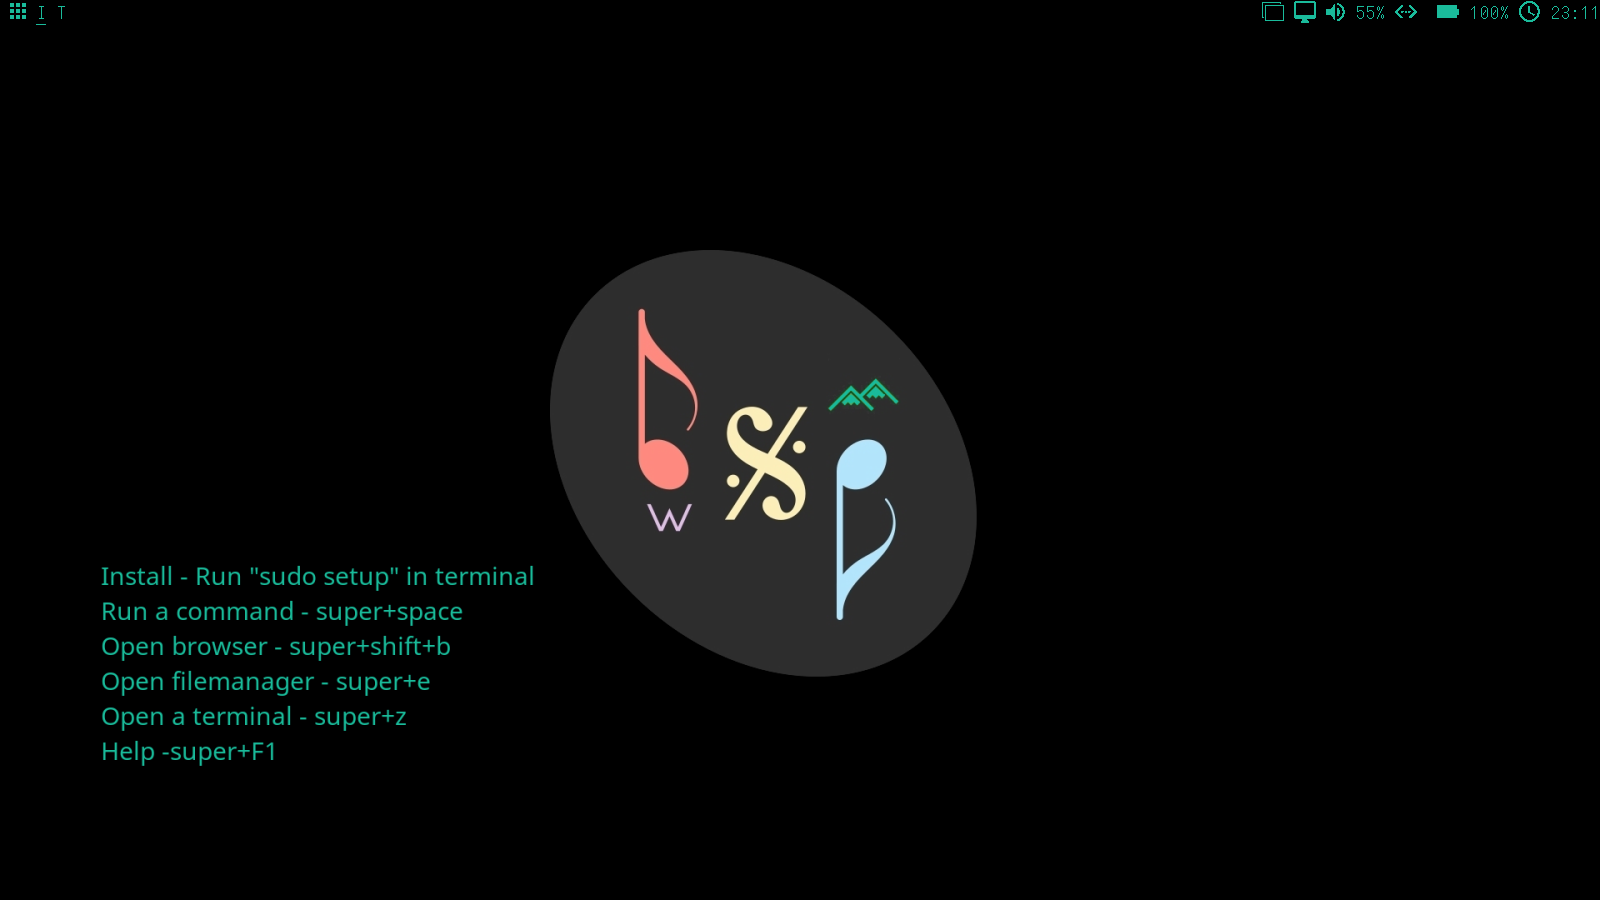 I T 55% 100% 23:11
W
Install - Run "sudo setup" in terminal
Run a command - super+space
Open browser - super+shift+b
Open filemanager - super+e
Open a terminal - super+z
Help -super+F1